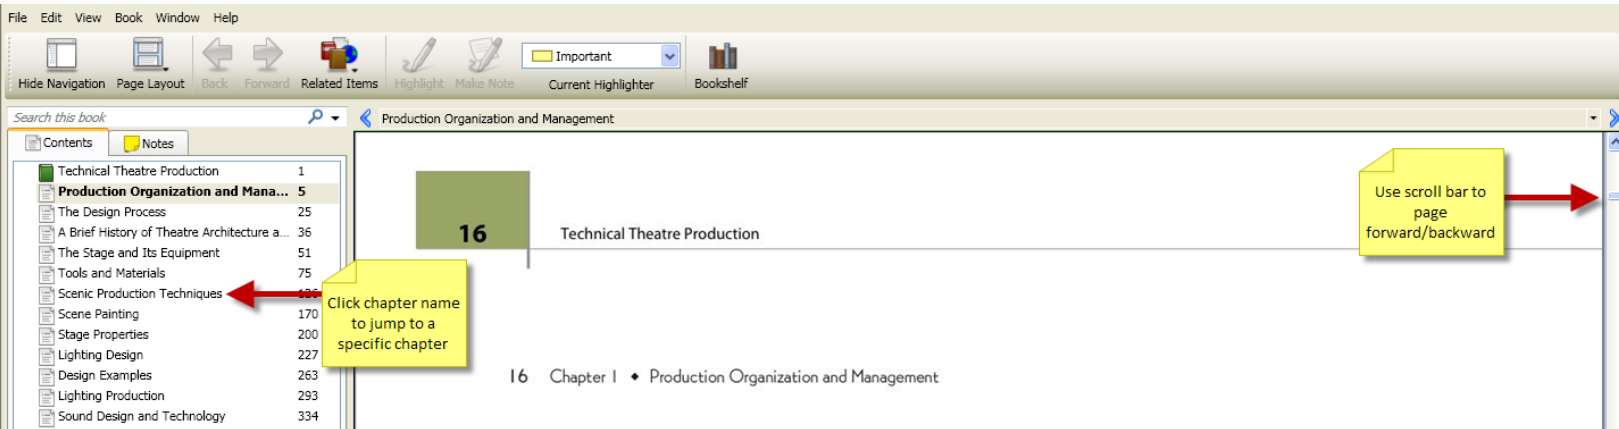 File Edit View Book Window Help
Hide Navigation Page Layout Back Forward Related Items Highlight Make Note Important Current Highlighter Bookshelf
Search this book
Production Organization and Management
Contents Notes
Technical Theatre Production 1
Production Organization and Mana... 5
The Design Process 25
A Brief History of Theatre Architecture a... 36
The Stage and Its Equipment 51
Tools and Materials 75
Scenic Production Techniques
Scene Painting 170
Stage Properties 200
Lighting Design 227
Design Examples 263
Lighting Production 293
Sound Design and Technology 334
Click chapter name
to jump to a
specific chapter
16 Technical Theatre Production
Use scroll bar to
page
forward/backward
16 Chapter 1 ◆ Production Organization and Management